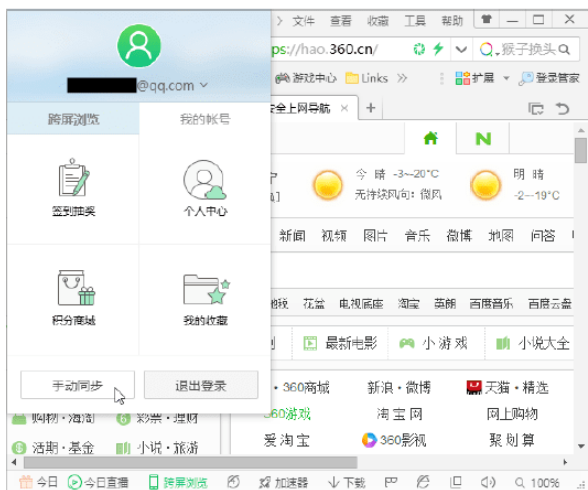 文件 查看 收藏 工具 帮助
ps://hao.360.cn/
猴子换头
@qq.com
游戏中心 Links 扩展 登录管家
跨屏浏览 我的帐号
安全上网导航
签到抽奖 个人中心
今 晴 -3~-20°C
无持续风向: 微风
明 晴
-2~-19°C
新闻 视频 图片 音乐 微博 地图 问答
积分商城 我的收藏
花盆 电视底座 淘宝 英朗 百度音乐 百度云盘
最新电影 小游戏 小说大全
手动同步 退出登录
· 360商城 新浪·微博 天猫·精选
360游戏 淘宝网 网上购物
购物·海淘 彩票·理财
爱淘宝 360影视 聚划算
活期·基金 小说·旅游
今日 今日直播 跨屏浏览 加速器 下载 100%